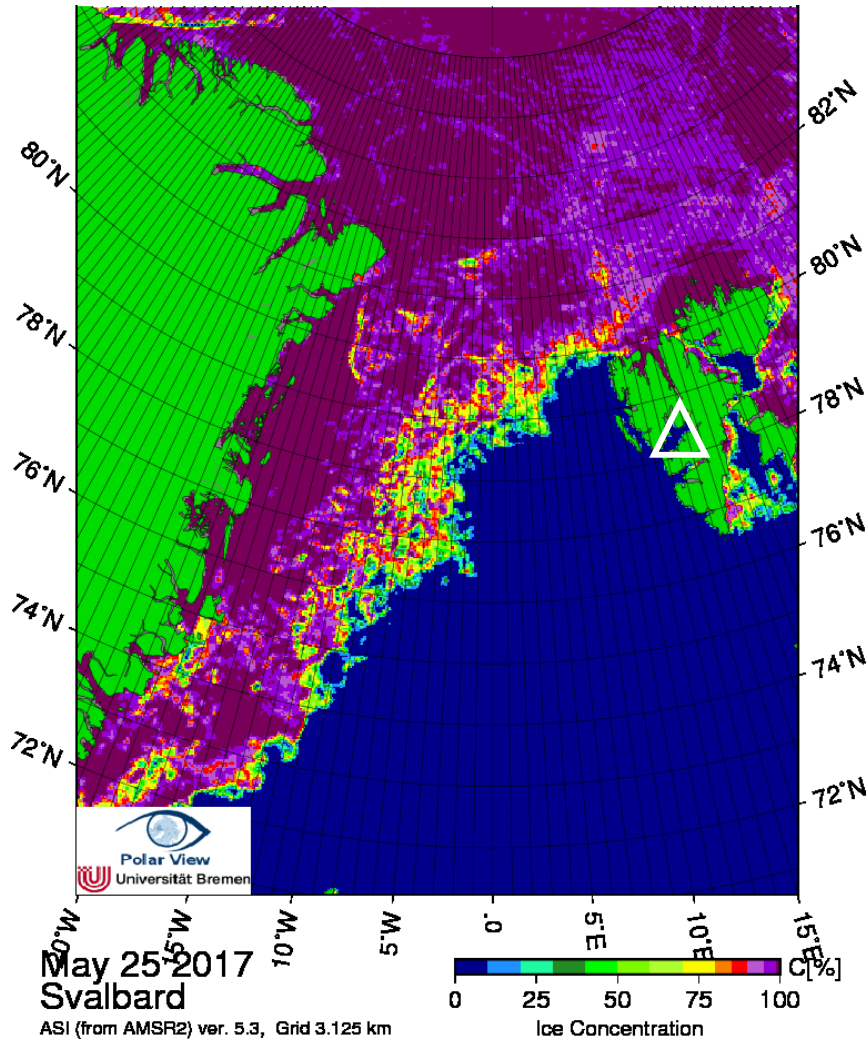 82°N
80°N
80°N
78°N
78°N
76°N
76°N
74°N
74°N
72°N
72°N
Polar View
Universität Bremen
20°W
15°W
10°W
5°W
0°
5°E
10°E
15°E
May 25 2017
Svalbard
ASI (from AMSR2) ver. 5.3, Grid 3.125 km
C[%]
0 25 50 75 100
Ice Concentration